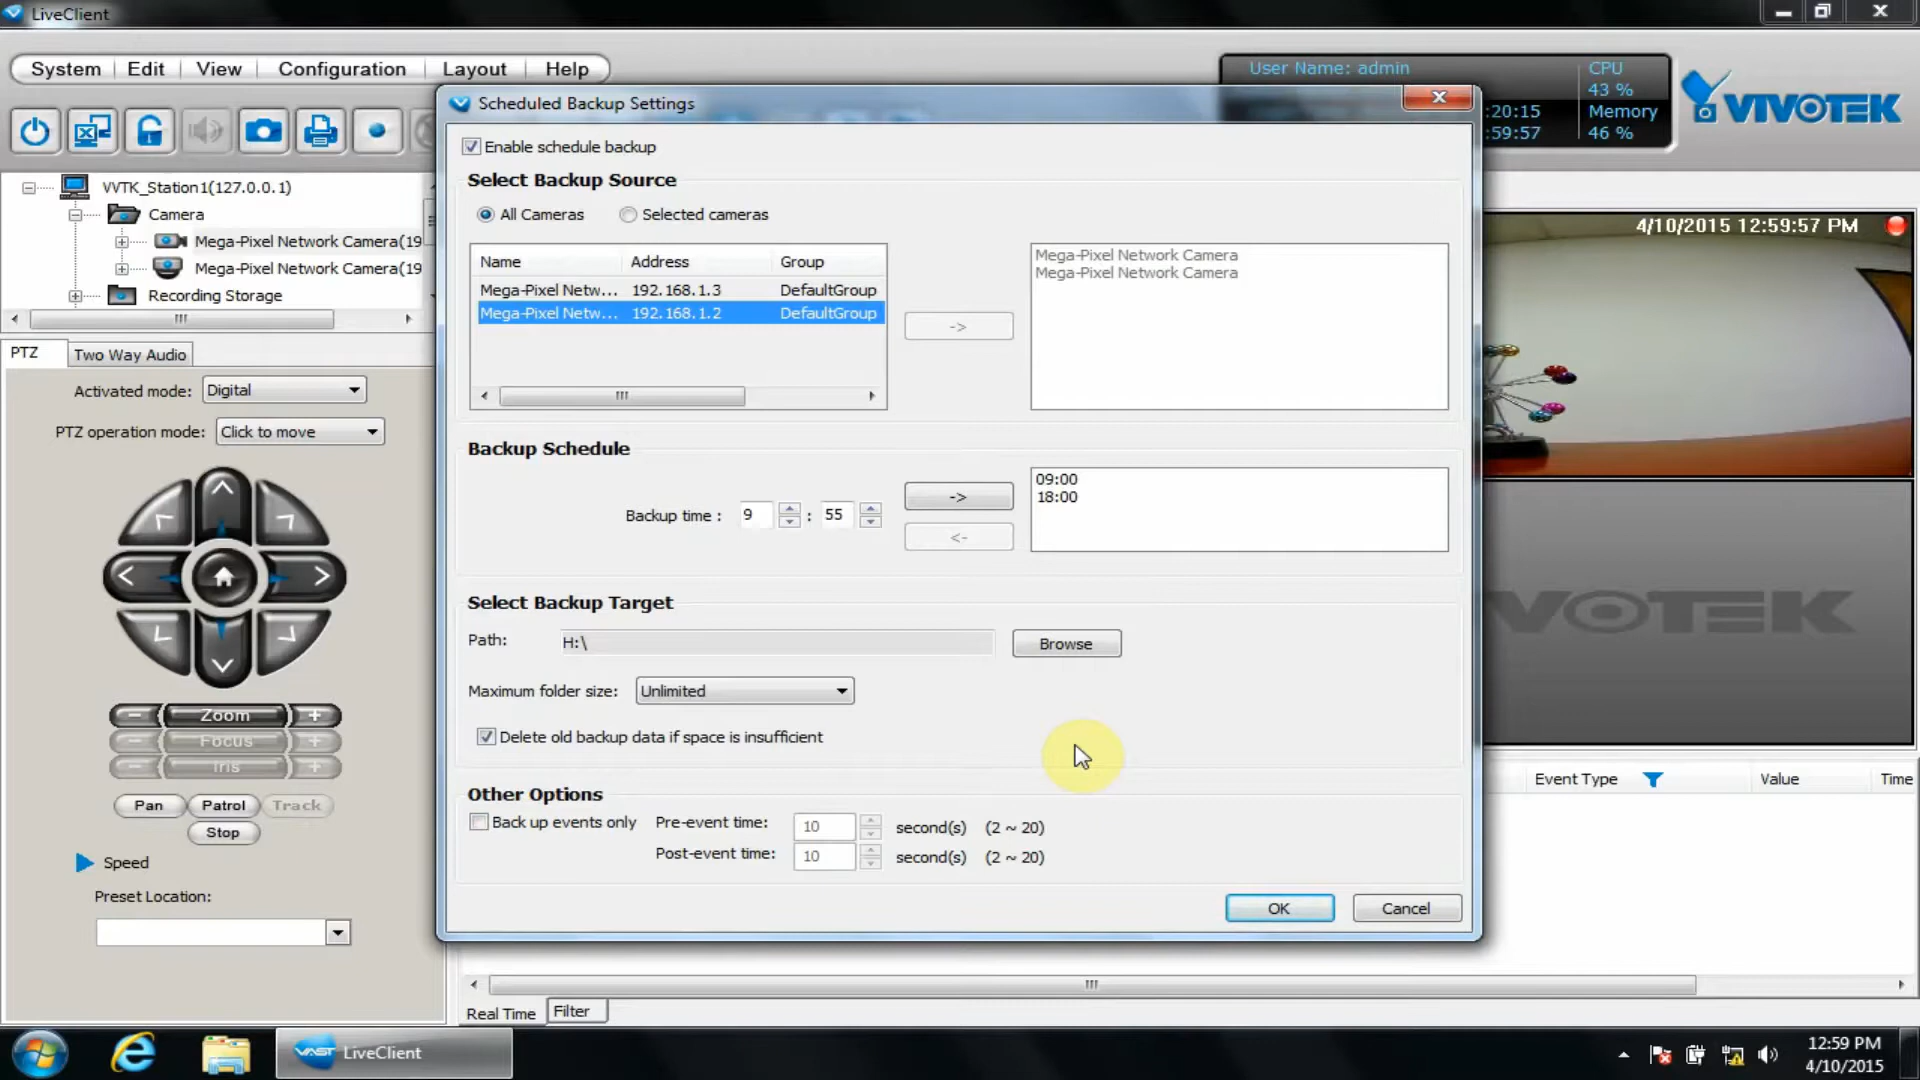 LiveClient
System Edit View Configuration Layout Help
User Name: admin
CPU
43 %
:20:15
Memory
:59:57
46 %
VIVOTEK
Scheduled Backup Settings
Enable schedule backup
Select Backup Source
All Cameras Selected cameras
Name Address Group
Mega-Pixel Netw... 192.168.1.3 DefaultGroup
Mega-Pixel Netw... 192.168.1.2 DefaultGroup
->
Mega-Pixel Network Camera
Mega-Pixel Network Camera
Backup Schedule
Backup time : 9 : 55
->
<-
09:00
18:00
Select Backup Target
Path: H:\ Browse
Maximum folder size: Unlimited
Delete old backup data if space is insufficient
Other Options
Back up events only Pre-event time: 10 second(s) (2 ~ 20)
Post-event time: 10 second(s) (2 ~ 20)
OK Cancel
VVTK_Station1(127.0.0.1)
Camera
Mega-Pixel Network Camera(19
Mega-Pixel Network Camera(19
Recording Storage
PTZ Two Way Audio
Activated mode: Digital
PTZ operation mode: Click to move
Zoom
Focus
Iris
Pan Patrol Track
Stop
Speed
Preset Location:
4/10/2015 12:59:57 PM
VOTEK
Event Type Value Time
Real Time Filter
VAST LiveClient
12:59 PM
4/10/2015